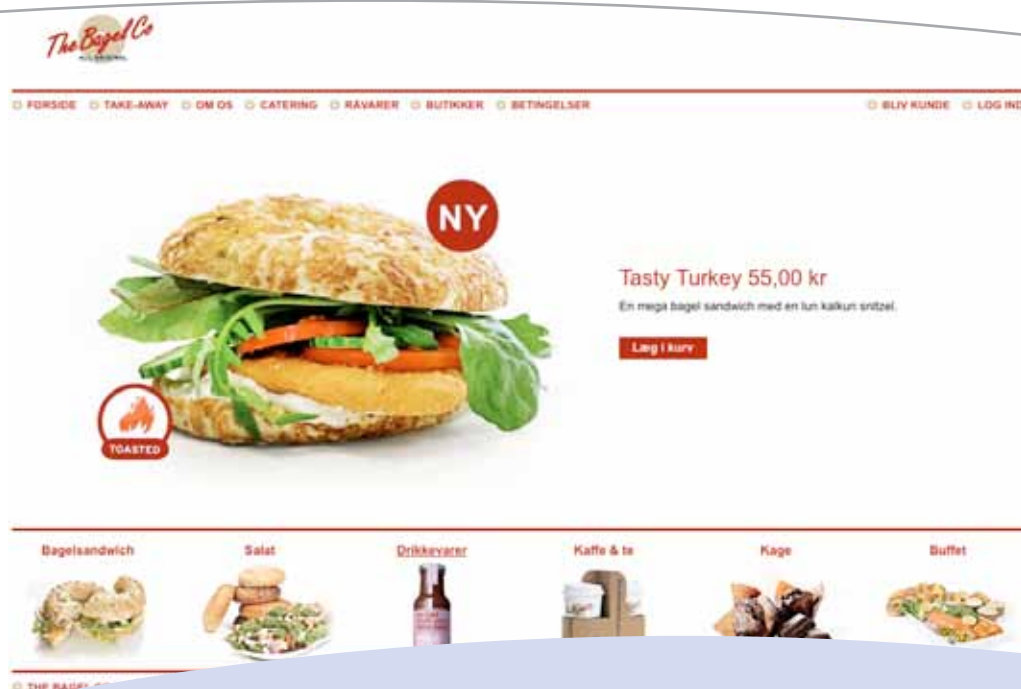 The Bagel Co
FORSIDE TAKE-AWAY OM OS CATERING RÅVARER BUTIKKER BETINGELSER BLIV KUNDE LOG IND
NY
Tasty Turkey 55,00 kr
En mega bagel sandwich med en lun kalkun snitzel.
Læg i kurv
TOASTED
Bagelsandwich Salat Drikkevarer Kaffe & te Kage Buffet
THE BAGEL